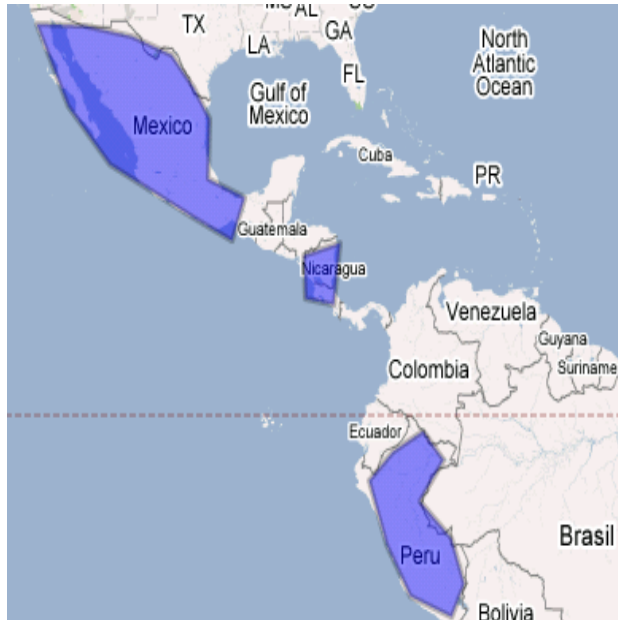 AL
TX
GA
LA
FL
North
Atlantic
Ocean
Gulf of
Mexico
Mexico
Cuba
PR
Guatemala
Nicaragua
Venezuela
Guyana
Colombia
Suriname
Ecuador
Brasil
Peru
Bolivia